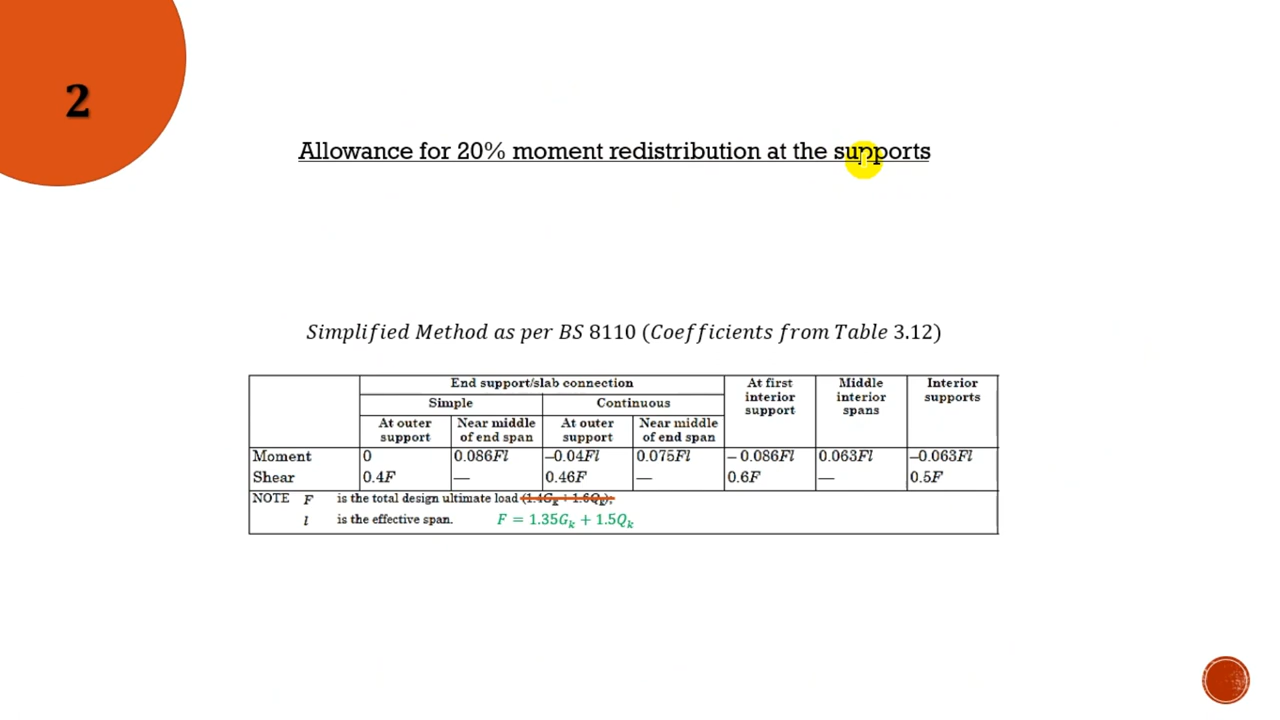 2
Allowance for 20% moment redistribution at the supports
Simplified Method as per BS 8110 (Coefficients from Table 3.12)
End support/slab connection
At first interior support
Middle interior spans
Interior supports
Simple
Continuous
At outer support
Near middle of end span
At outer support
Near middle of end span
Moment 0 0.086Fl –0.04Fl 0.075Fl – 0.086Fl 0.063Fl –0.063Fl
Shear 0.4F — 0.46F — 0.6F — 0.5F
NOTE F is the total design ultimate load (1.4Gk + 1.6Qk);
l is the effective span. F = 1.35Gk + 1.5Qk